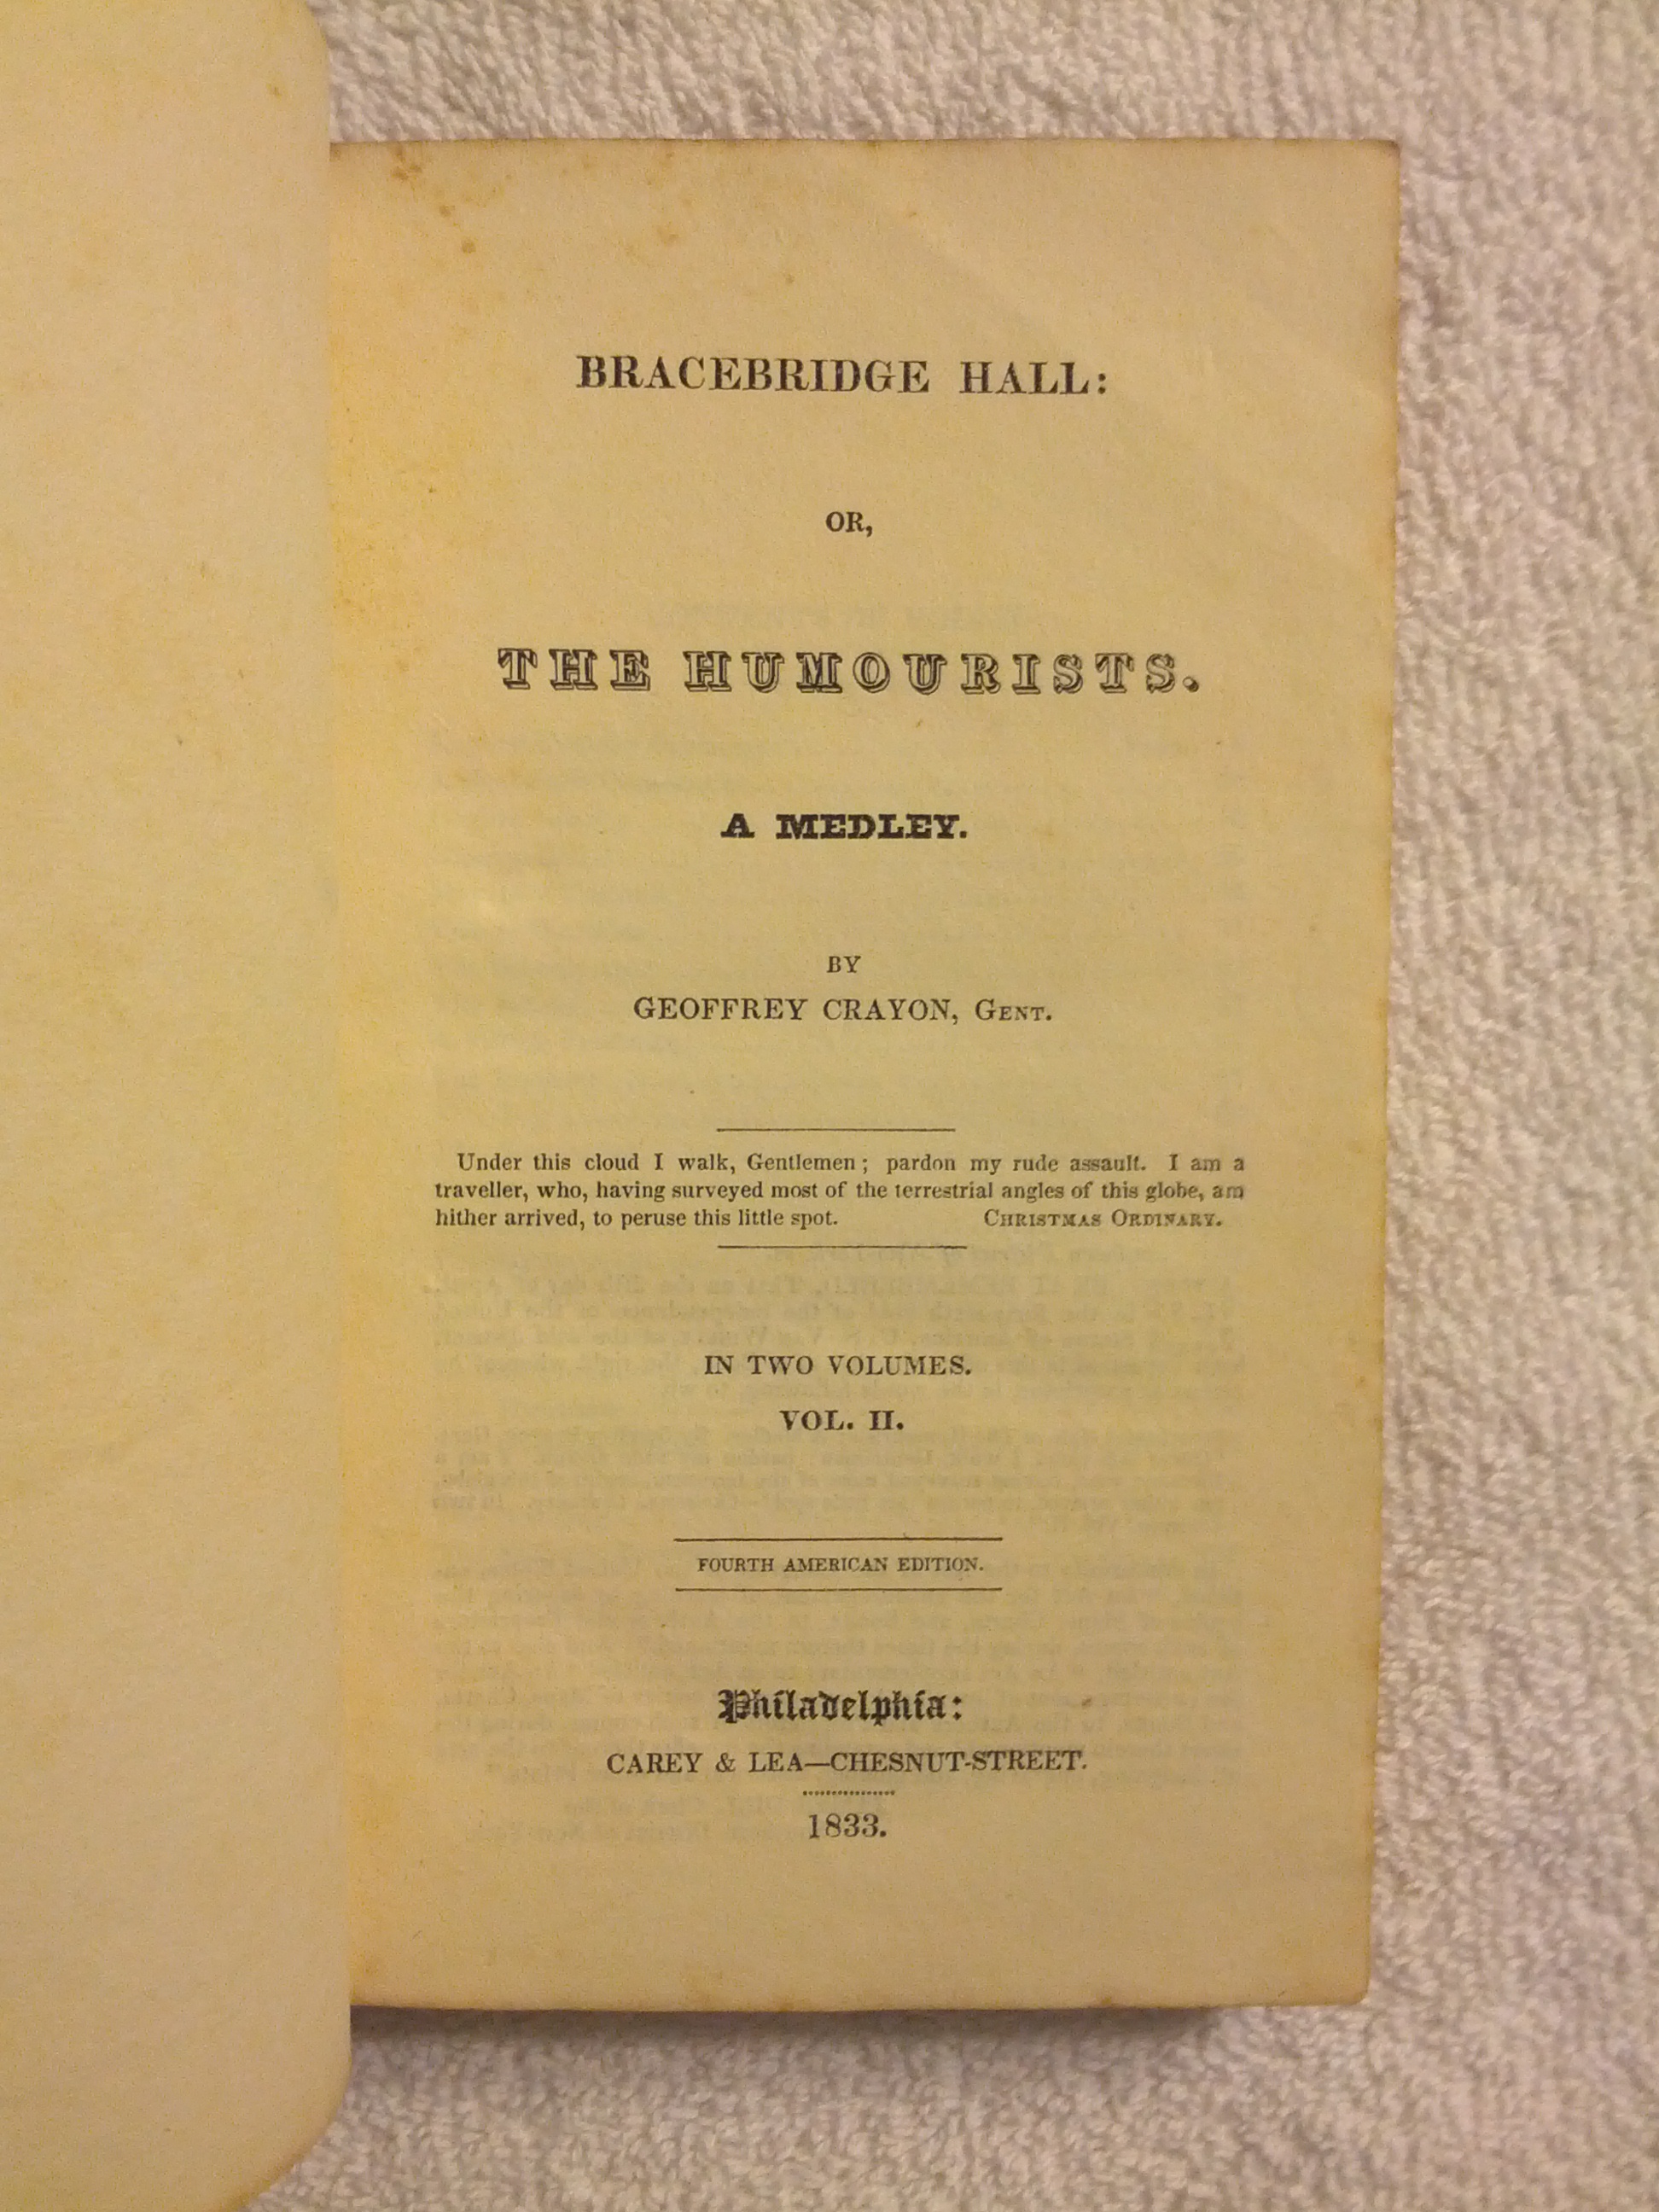 BRACEBRIDGE HALL:
OR,
THE HUMOURISTS.
A MEDLEY.
BY
GEOFFREY CRAYON, GENT.
Under this cloud I walk, Gentlemen; pardon my rude assault. I am a
traveller, who, having surveyed most of the terrestrial angles of this globe, am
hither arrived, to peruse this little spot. CHRISTMAS ORDINARY.
IN TWO VOLUMES.
VOL. II.
FOURTH AMERICAN EDITION.
Philadelphia:
CAREY & LEA—CHESNUT-STREET.
1833.